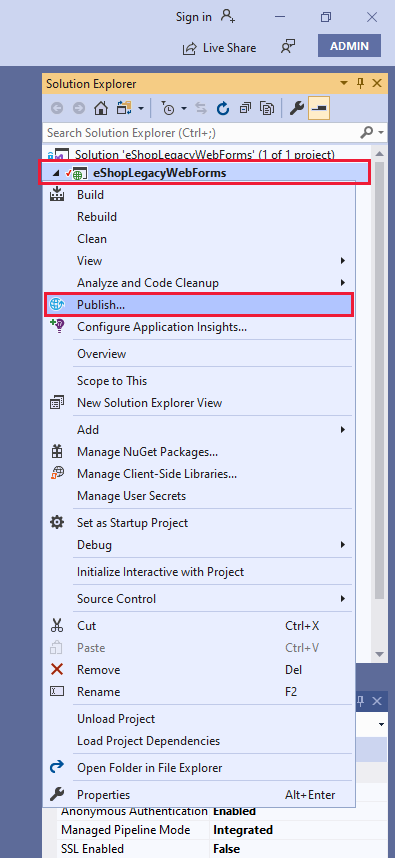 Sign in
Live Share
ADMIN
Solution Explorer
Search Solution Explorer (Ctrl+;)
Solution 'eShopLegacyWebForms' (1 of 1 project)
eShopLegacyWebForms
Build
Rebuild
Clean
View
Analyze and Code Cleanup
Publish...
Configure Application Insights...
Overview
Scope to This
New Solution Explorer View
Add
Manage NuGet Packages...
Manage Client-Side Libraries...
Manage User Secrets
Set as Startup Project
Debug
Initialize Interactive with Project
Source Control
Cut Ctrl+X
Paste Ctrl+V
Remove Del
Rename F2
Unload Project
Load Project Dependencies
Open Folder in File Explorer
Properties Alt+Enter
Anonymous Authentication Enabled
Managed Pipeline Mode Integrated
SSL Enabled False